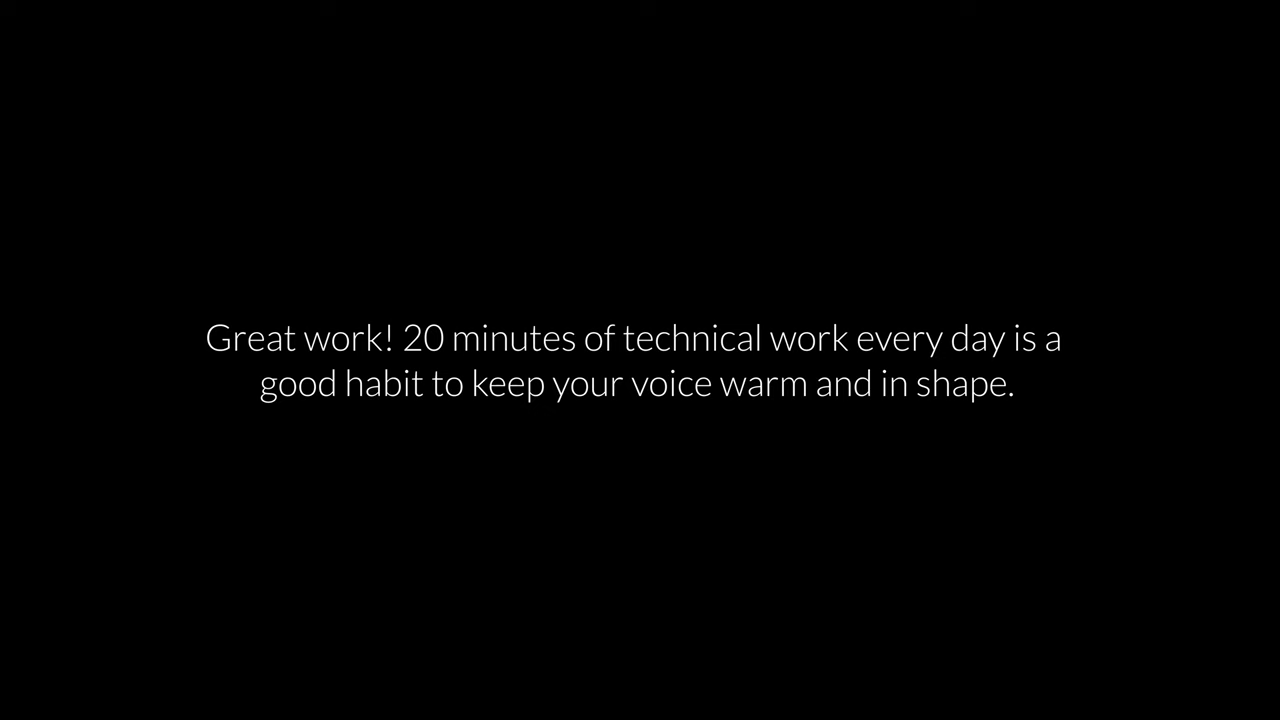 Great work! 20 minutes of technical work every day is a
good habit to keep your voice warm and in shape.